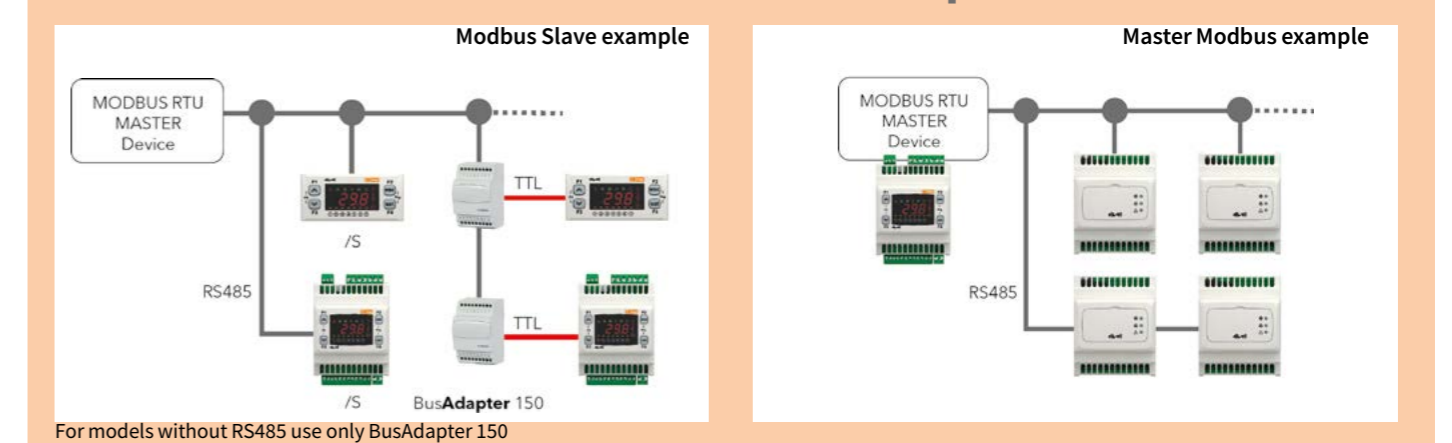 Modbus Slave example
MODBUS RTU
MASTER
Device
TTL
/S
RS485
TTL
/S
BusAdapter 150
For models without RS485 use only BusAdapter 150
Master Modbus example
MODBUS RTU
MASTER
Device
RS485